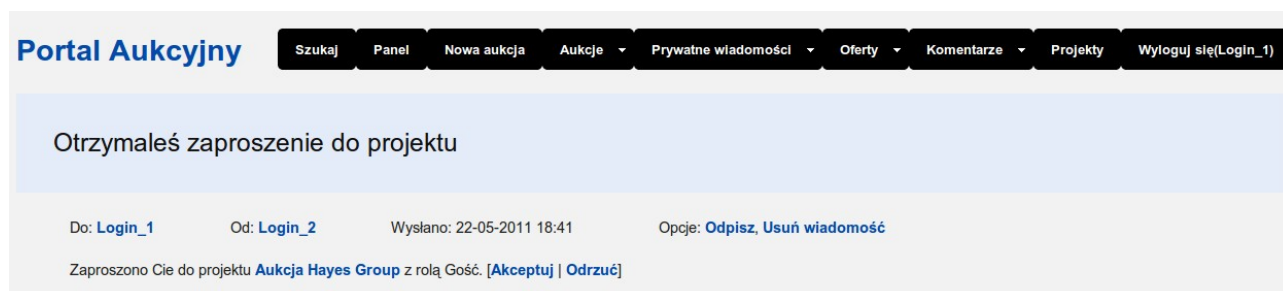 Portal Aukcyjny Szukaj Panel Nowa aukcja Aukcje Prywatne wiadomości Oferty Komentarze Projekty Wyloguj się(Login_1)
Otrzymaleś zaproszenie do projektu
Do: Login_1 Od: Login_2 Wysłano: 22-05-2011 18:41 Opcje: Odpisz, Usuń wiadomość
Zaproszono Cie do projektu Aukcja Hayes Group z rolą Gość. [Akceptuj | Odrzuć]